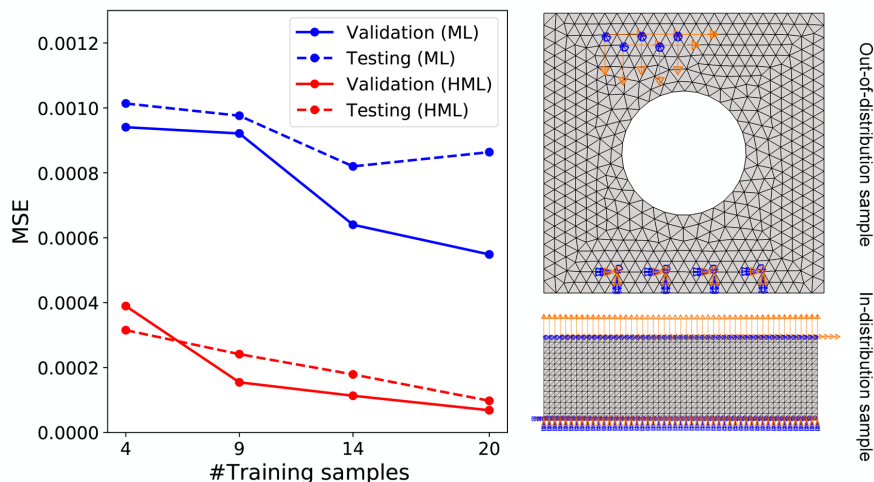 0.0012
0.0010
0.0008
0.0006
0.0004
0.0002
0.0000
MSE
Validation (ML)
Testing (ML)
Validation (HML)
Testing (HML)
4
9
14
20
#Training samples
Out-of-distribution sample
In-distribution sample